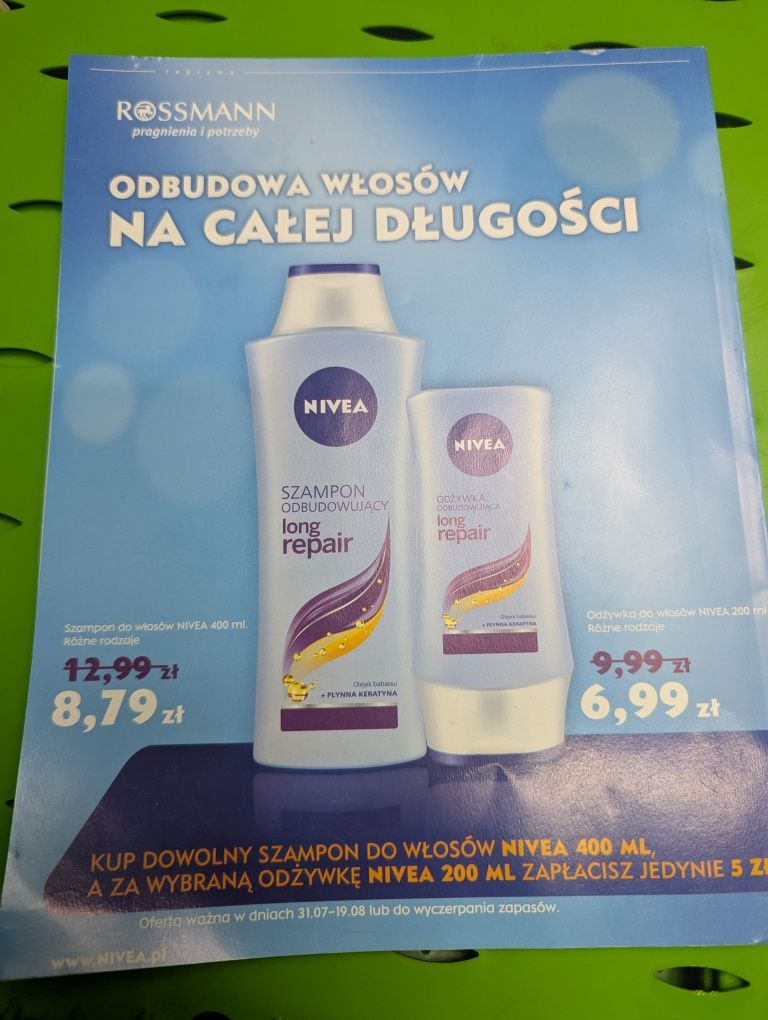 reklama
ROSSMANN
pragnienia i potrzeby
ODBUDOWA WŁOSÓW
NA CAŁEJ DŁUGOŚCI
NIVEA
SZAMPON
ODBUDOWUJĄCY
long
repair
Olejek babassu
+ PŁYNNA KERATYNA
NIVEA
ODŻYWKA
ODBUDOWUJĄCA
long
repair
Olejek babassu
+ PŁYNNA KERATYNA
Szampon do włosów NIVEA 400 ml.
Różne rodzaje
12,99 zł
8,79 zł
Odżywka do włosów NIVEA 200 ml
Różne rodzaje
9,99 zł
6,99 zł
KUP DOWOLNY SZAMPON DO WŁOSÓW NIVEA 400 ML,
A ZA WYBRANĄ ODŻYWKĘ NIVEA 200 ML ZAPŁACISZ JEDYNIE 5 Zł
Oferta ważna w dniach 31.07-19.08 lub do wyczerpania zapasów.
www.NIVEA.pl